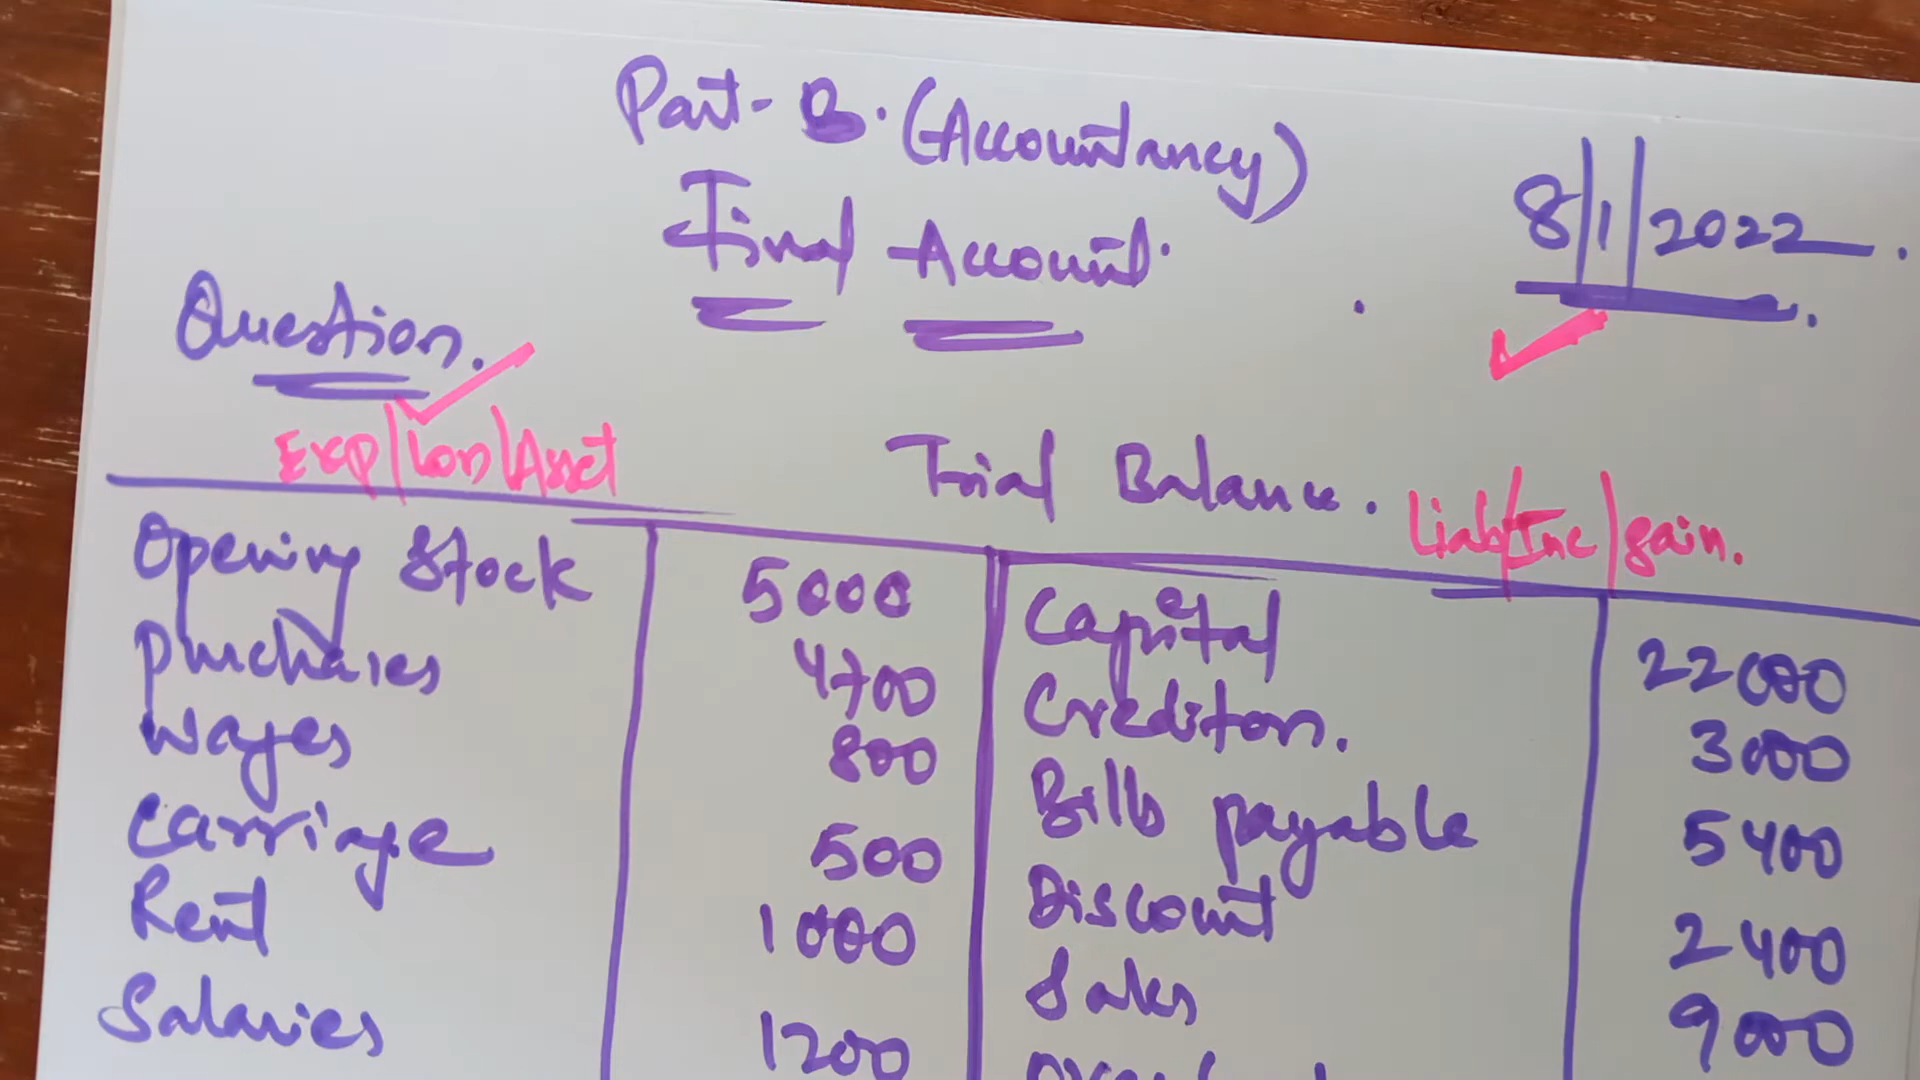 Part-B. (Accountancy)
Final Account.
8/1/2022
Question.
Exp/Loss/Asset
Trial Balance.
Liab/Inc/gain.
Opening Stock 5000 Capital 22000
purchases 4700 Creditors. 3000
wages 800 Bills payable 5400
Carriage 500 Discount 2400
Rent 1000 Sales 9000
Salaries 1200